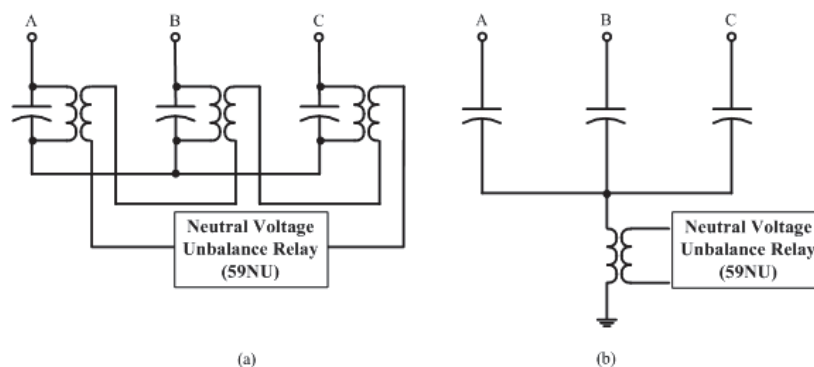 A B C A B C
Neutral Voltage
Unbalance Relay
(59NU)
Neutral Voltage
Unbalance Relay
(59NU)
(a) (b)